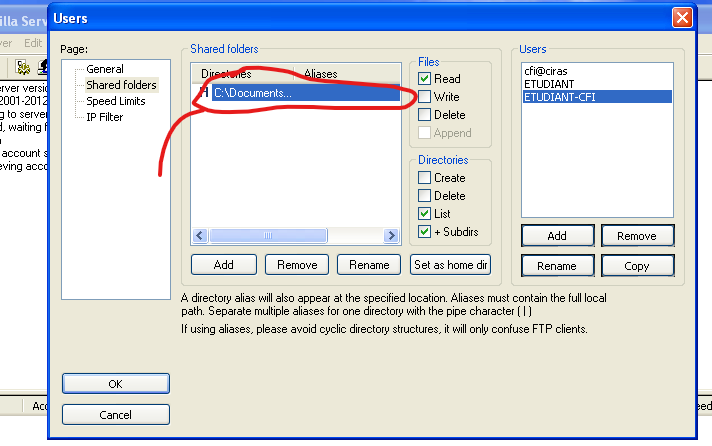 Users
illa Serv
ver Edit
erver versio
2001-2012
g to server
d, waiting f
account s
eving acco
Acc
eed
Page:
General
Shared folders
Speed Limits
IP Filter
Shared folders
Directories Aliases
H C:\Documents...
Files
Read
Write
Delete
Append
Directories
Create
Delete
List
+ Subdirs
Add Remove Rename Set as home dir
Users
cfi@ciras
ETUDIANT
ETUDIANT-CFI
Add Remove
Rename Copy
A directory alias will also appear at the specified location. Aliases must contain the full local
path. Separate multiple aliases for one directory with the pipe character ( | )
If using aliases, please avoid cyclic directory structures, it will only confuse FTP clients.
OK
Cancel